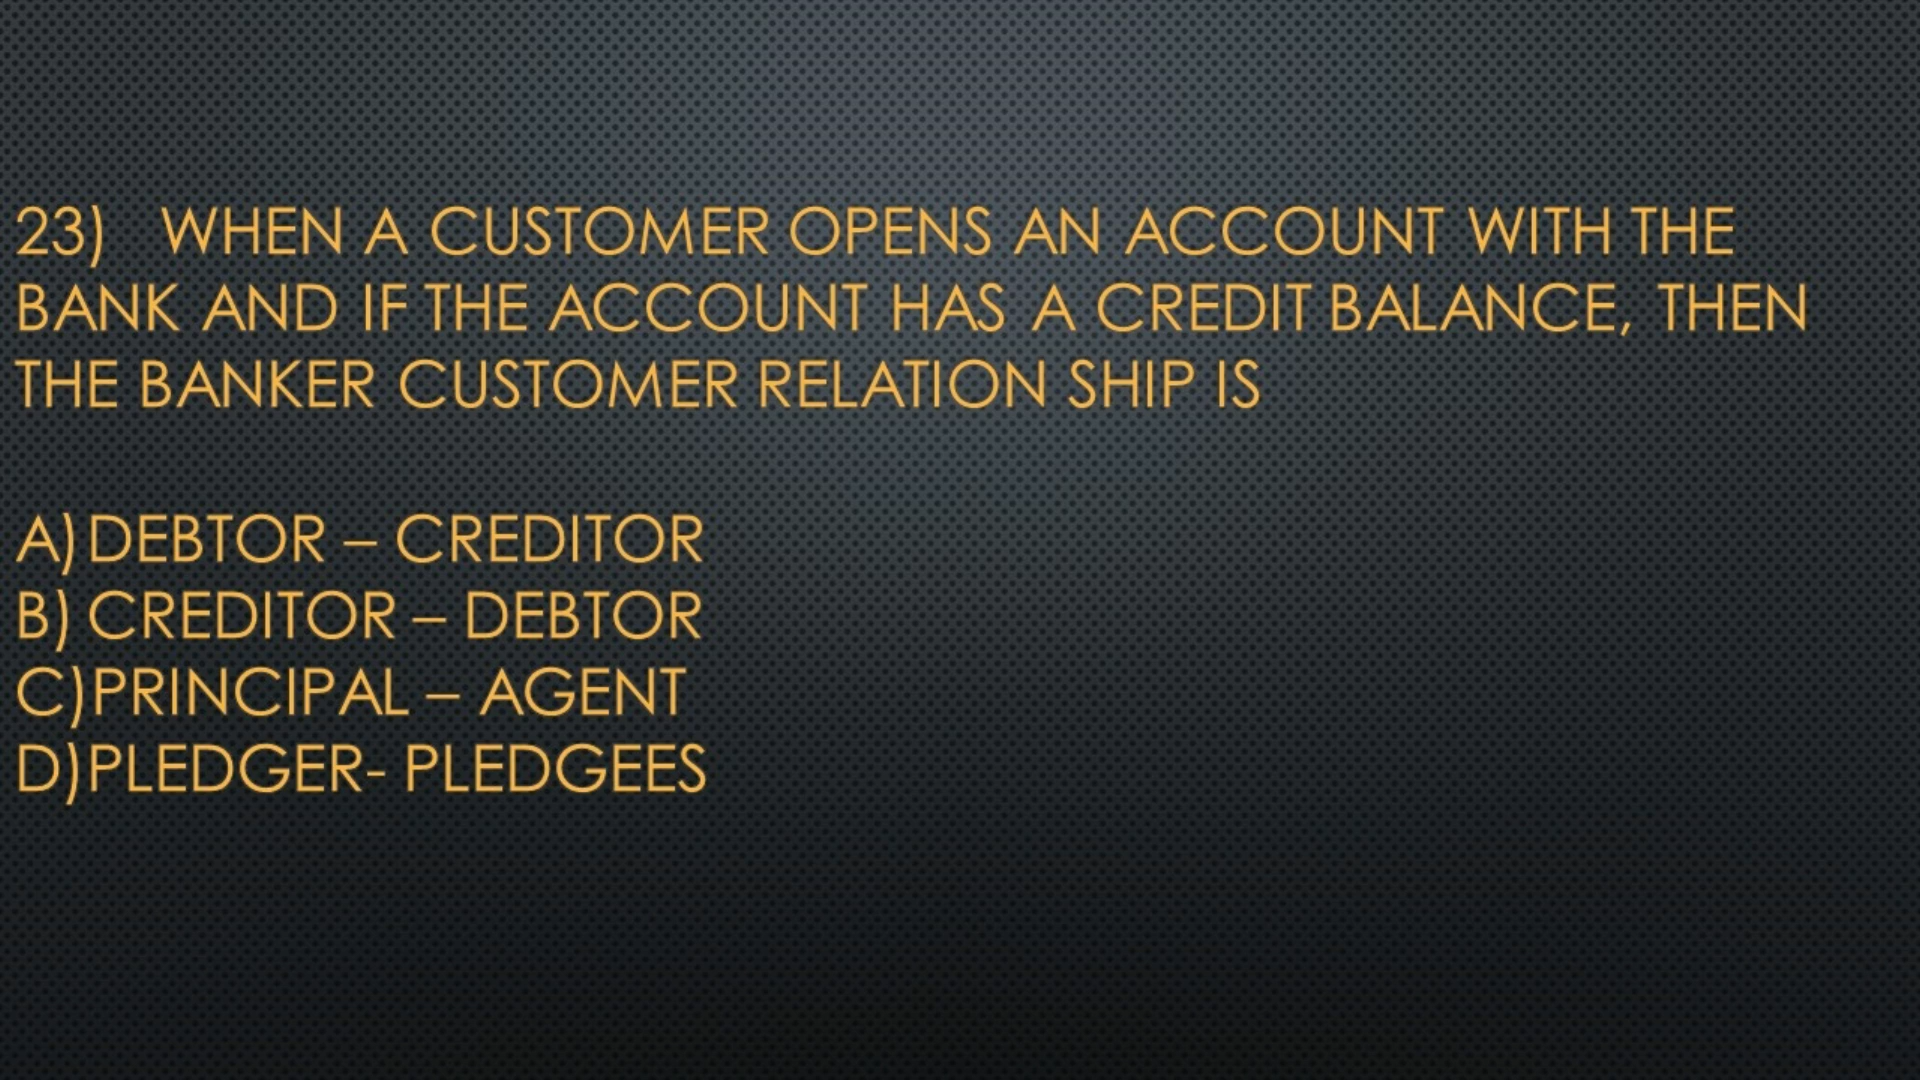 23) WHEN A CUSTOMER OPENS AN ACCOUNT WITH THE
BANK AND IF THE ACCOUNT HAS A CREDIT BALANCE, THEN
THE BANKER CUSTOMER RELATION SHIP IS
A) DEBTOR – CREDITOR
B) CREDITOR – DEBTOR
C) PRINCIPAL – AGENT
D) PLEDGER- PLEDGEES